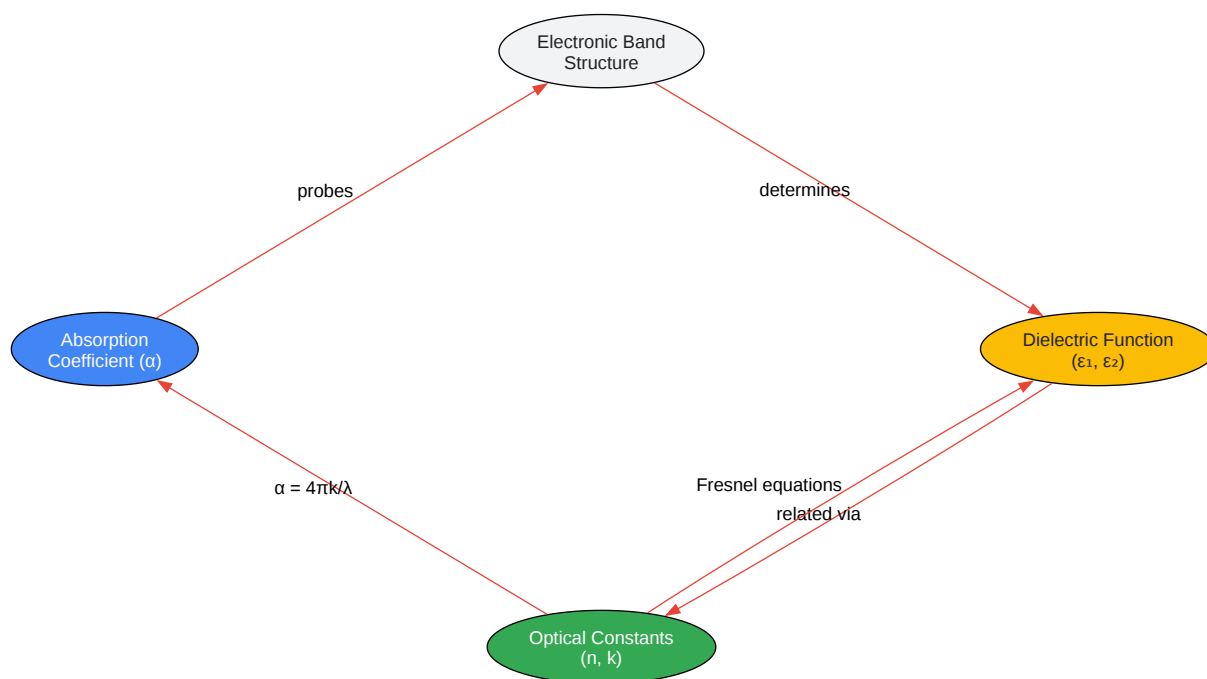 Electronic Band
Structure
probes
determines
Absorption
Coefficient (α)
Dielectric Function
(ε₁, ε₂)
α = 4πk/λ
Fresnel equations
related via
Optical Constants
(n, k)